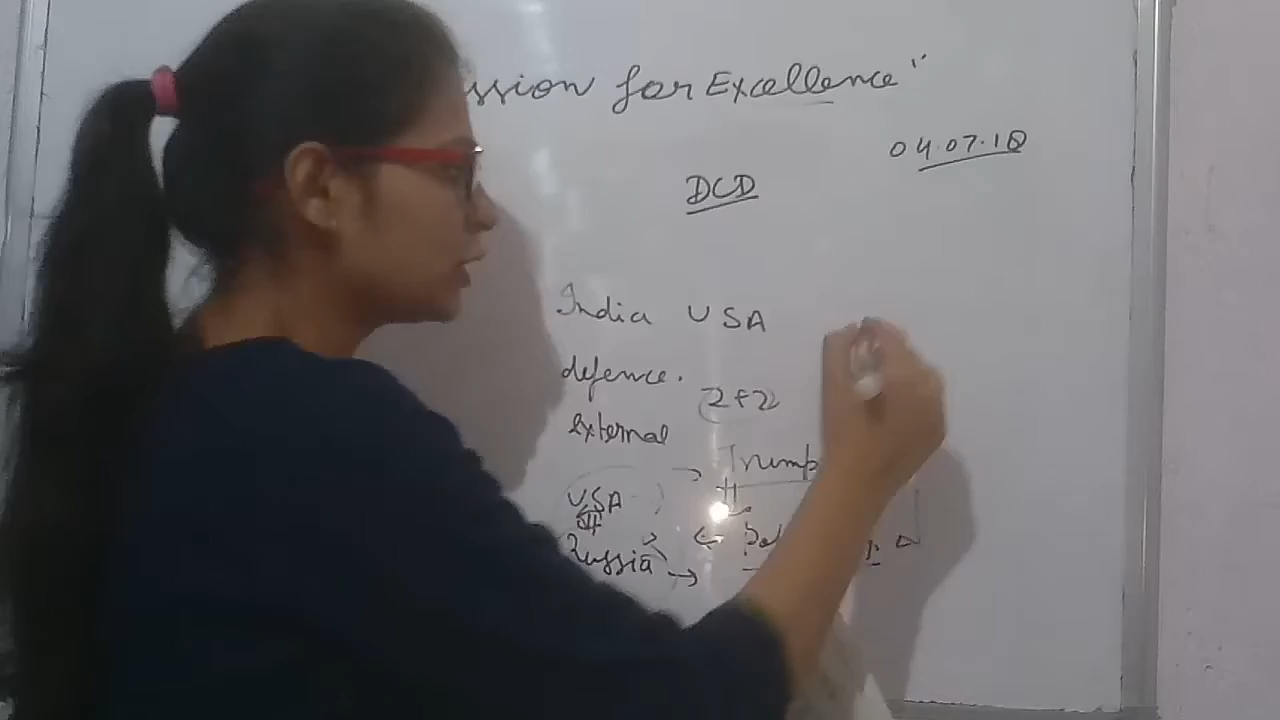 ssion for Excellence"
04.07.18
DCD
India USA
defence.
2+2
external
Trump
USA
Russia